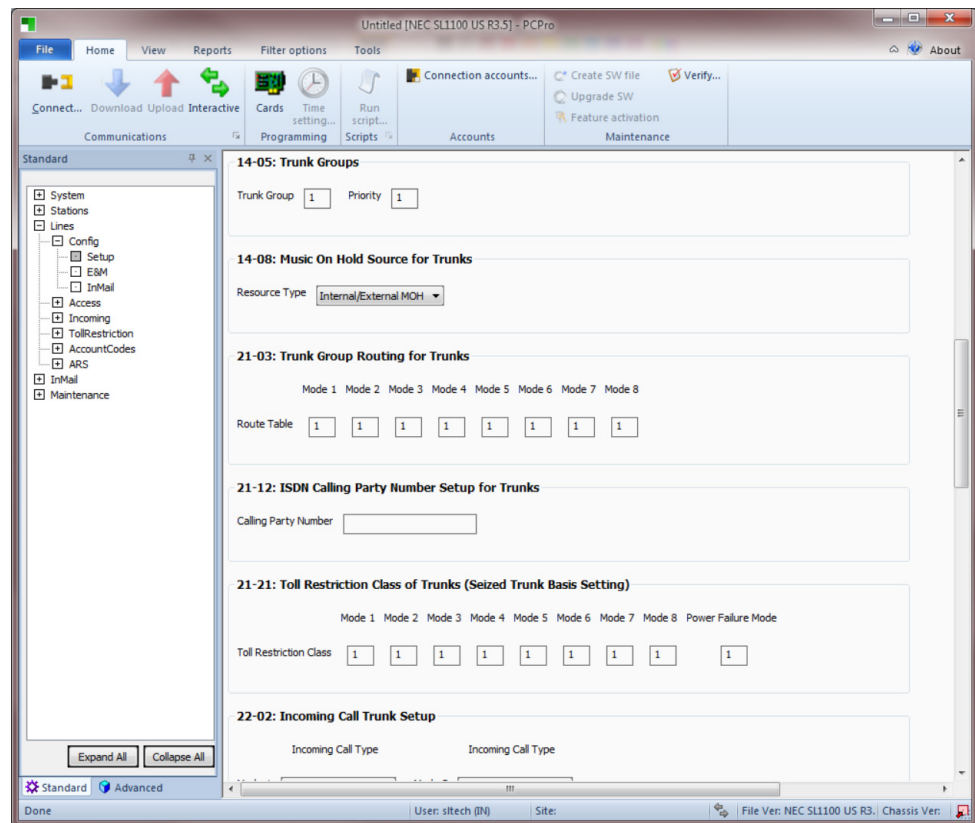 Untitled [NEC SL1100 US R3.5] - PCPro
File Home View Reports Filter options Tools About
Connect... Download Upload Interactive
Communications
Cards Time setting...
Programming
Run script...
Scripts
Connection accounts...
Accounts
Create SW file Verify...
Upgrade SW
Feature activation
Maintenance
Standard
System
Stations
Lines
Config
Setup
E&M
InMail
Access
Incoming
TollRestriction
AccountCodes
ARS
InMail
Maintenance
Expand All Collapse All
Standard Advanced
14-05: Trunk Groups
Trunk Group 1 Priority 1
14-08: Music On Hold Source for Trunks
Resource Type Internal/External MOH
21-03: Trunk Group Routing for Trunks
Mode 1 Mode 2 Mode 3 Mode 4 Mode 5 Mode 6 Mode 7 Mode 8
Route Table 1 1 1 1 1 1 1 1
21-12: ISDN Calling Party Number Setup for Trunks
Calling Party Number
21-21: Toll Restriction Class of Trunks (Seized Trunk Basis Setting)
Mode 1 Mode 2 Mode 3 Mode 4 Mode 5 Mode 6 Mode 7 Mode 8 Power Failure Mode
Toll Restriction Class 1 1 1 1 1 1 1 1 1
22-02: Incoming Call Trunk Setup
Incoming Call Type Incoming Call Type
Done User: sltech (IN) Site: File Ver: NEC SL1100 US R3. Chassis Ver: